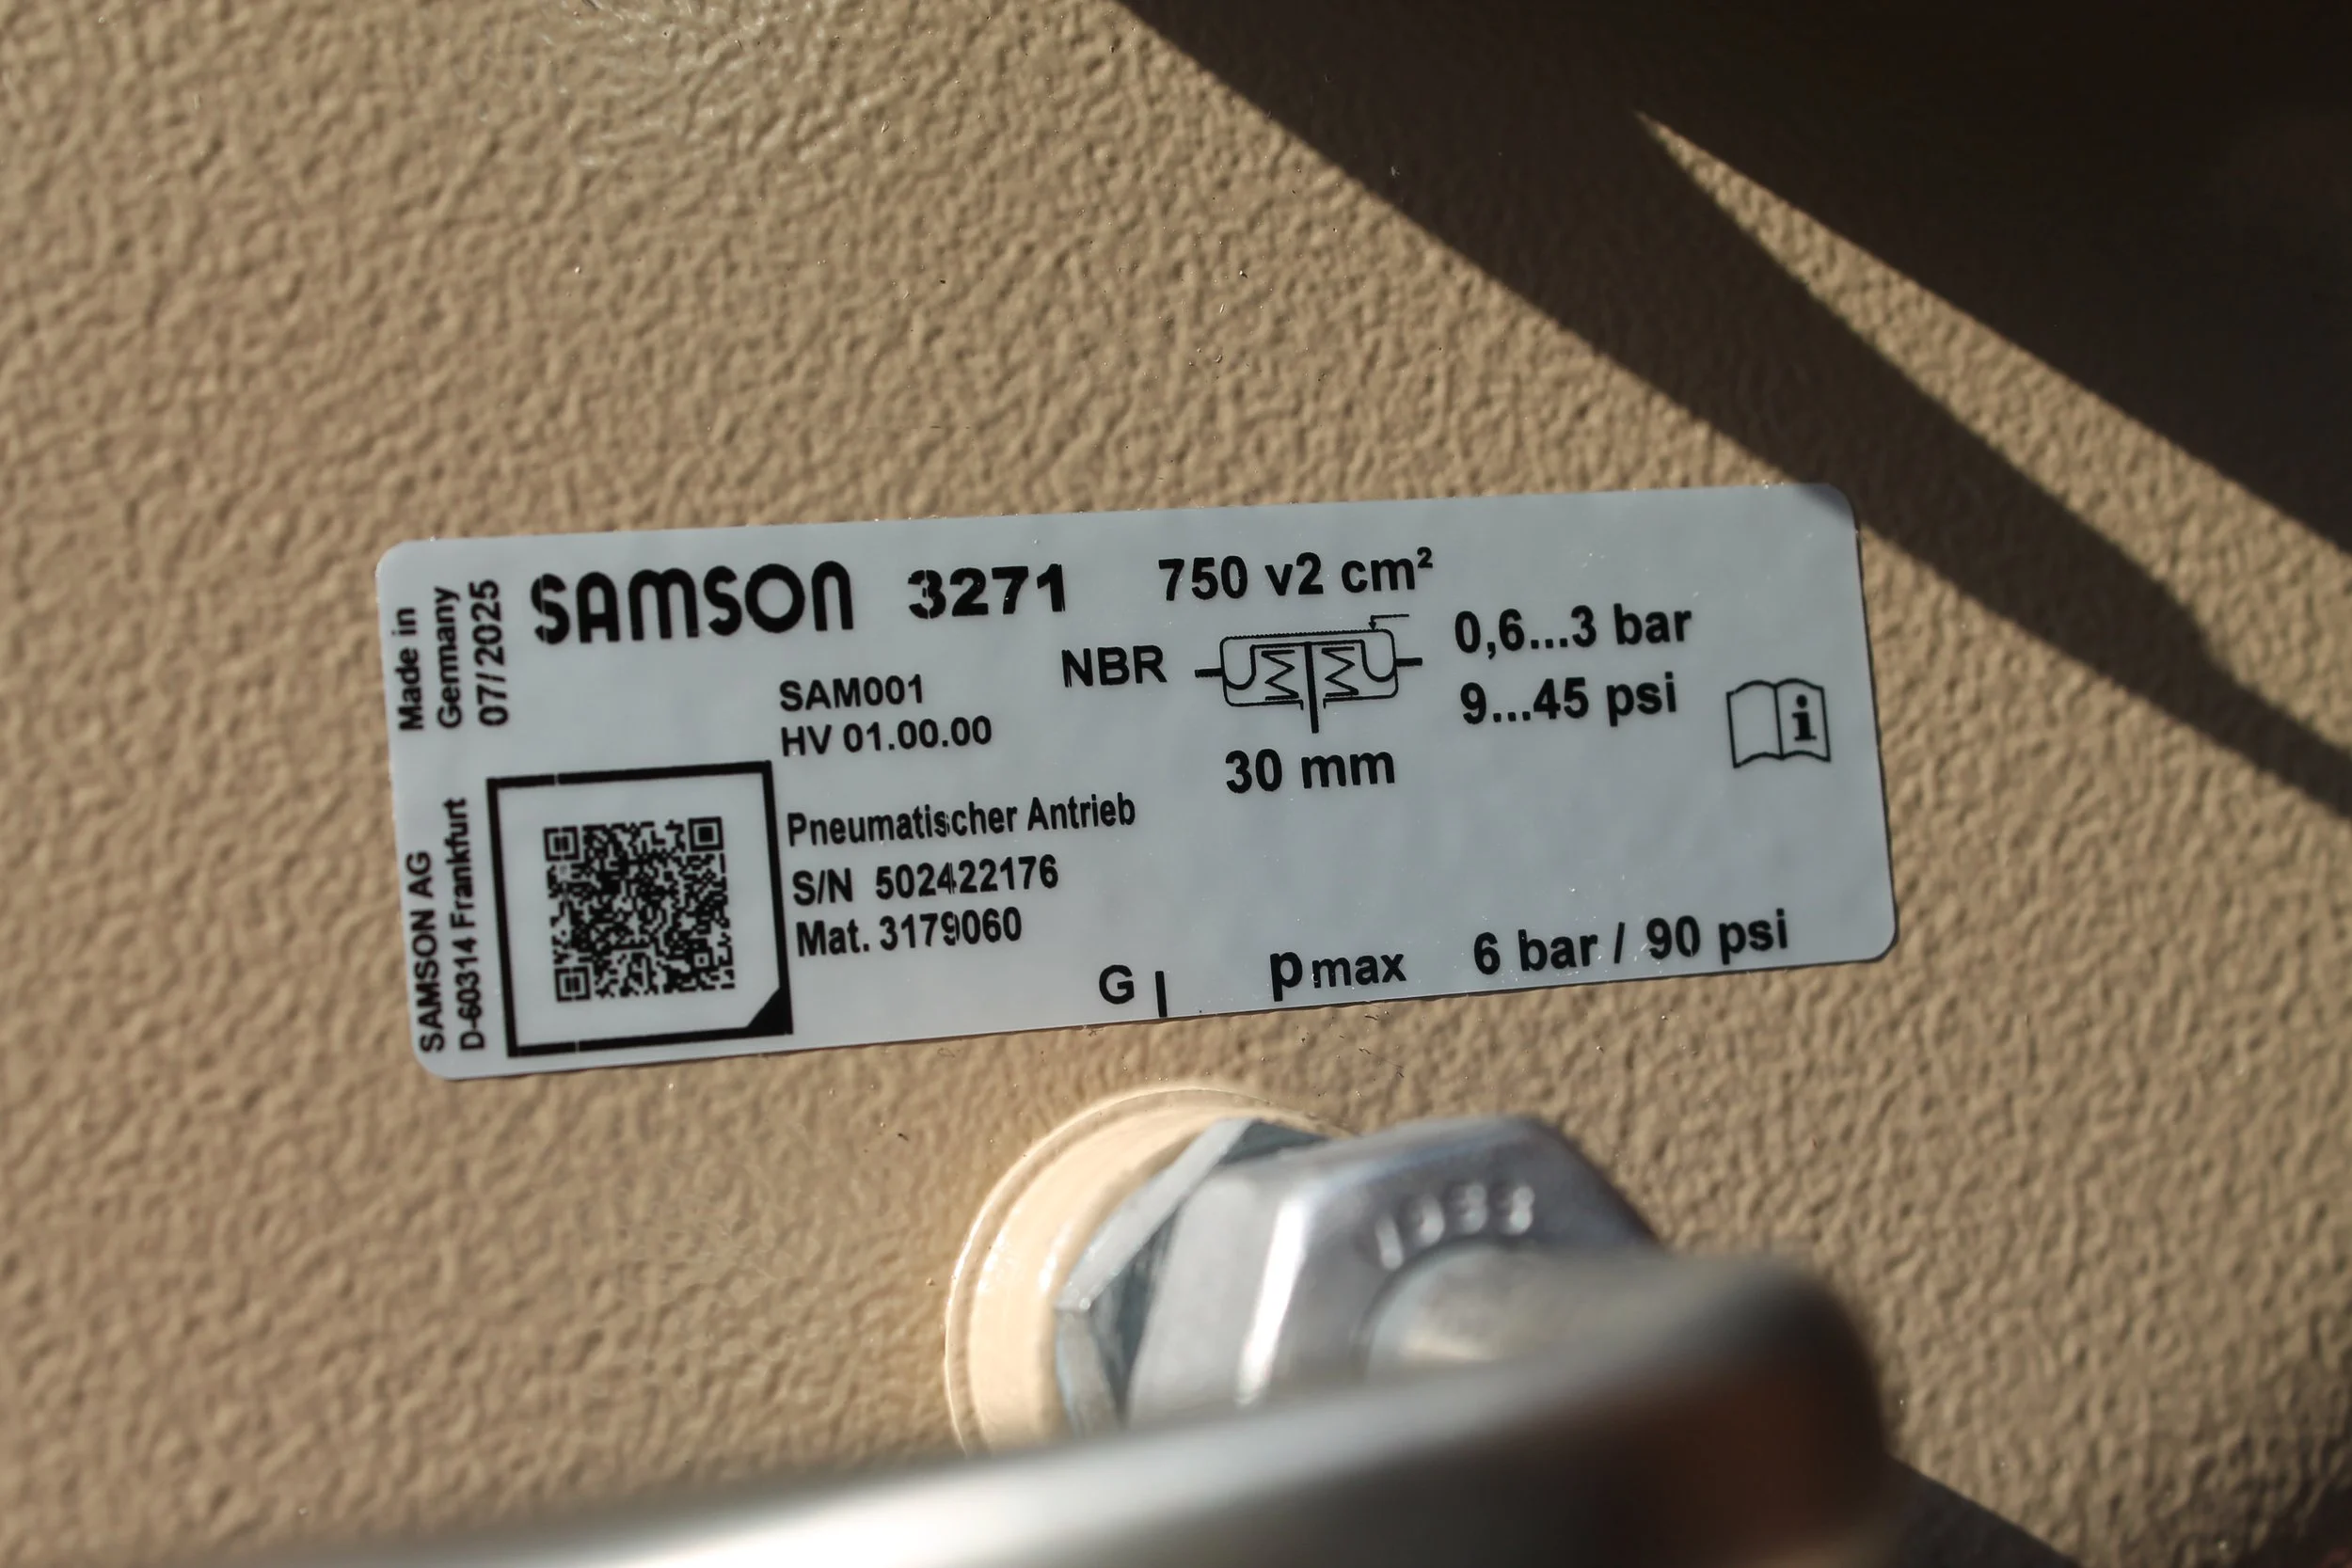 Made in
Germany
07/2025
SAMSON AG
D-60314 Frankfurt
SAMSON 3271
750 v2 cm²
SAM001
HV 01.00.00
NBR
0,6...3 bar
9...45 psi
30 mm
i
Pneumatischer Antrieb
S/N 502422176
Mat. 3179060
G
pmax 6 bar / 90 psi